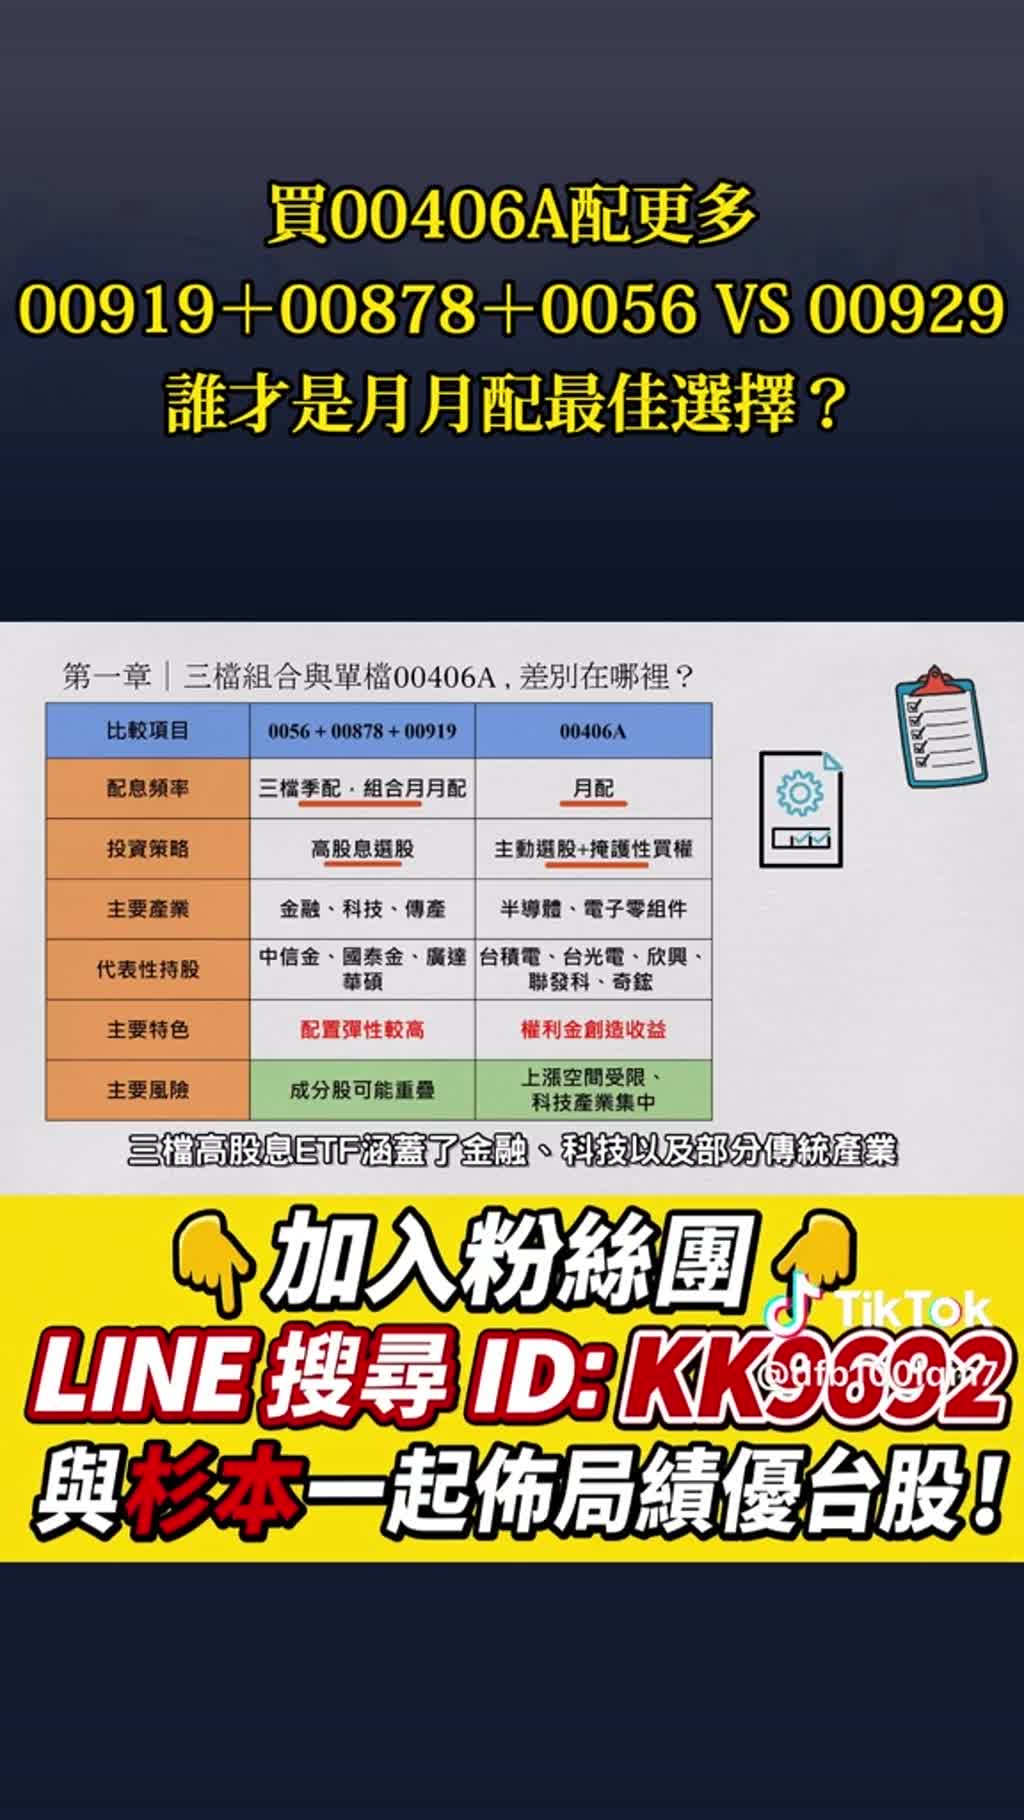 買00406A配更多
00919＋00878＋0056 VS 00929
誰才是月月配最佳選擇？
第一章｜三檔組合與單檔00406A , 差別在哪裡？
比較項目 0056 + 00878 + 00919 00406A
配息頻率 三檔季配，組合月月配 月配
投資策略 高股息選股 主動選股+掩護性買權
主要產業 金融、科技、傳產 半導體、電子零組件
代表性持股 中信金、國泰金、廣達 華碩 台積電、台光電、欣興、聯發科、奇鋐
主要特色 配置彈性較高 權利金創造收益
主要風險 成分股可能重疊 上漲空間受限、科技產業集中
三檔高股息ETF涵蓋了金融、科技以及部分傳統產業
加入粉絲團
TikTok
LINE 搜尋 ID: KK9692
與杉本一起佈局績優台股!